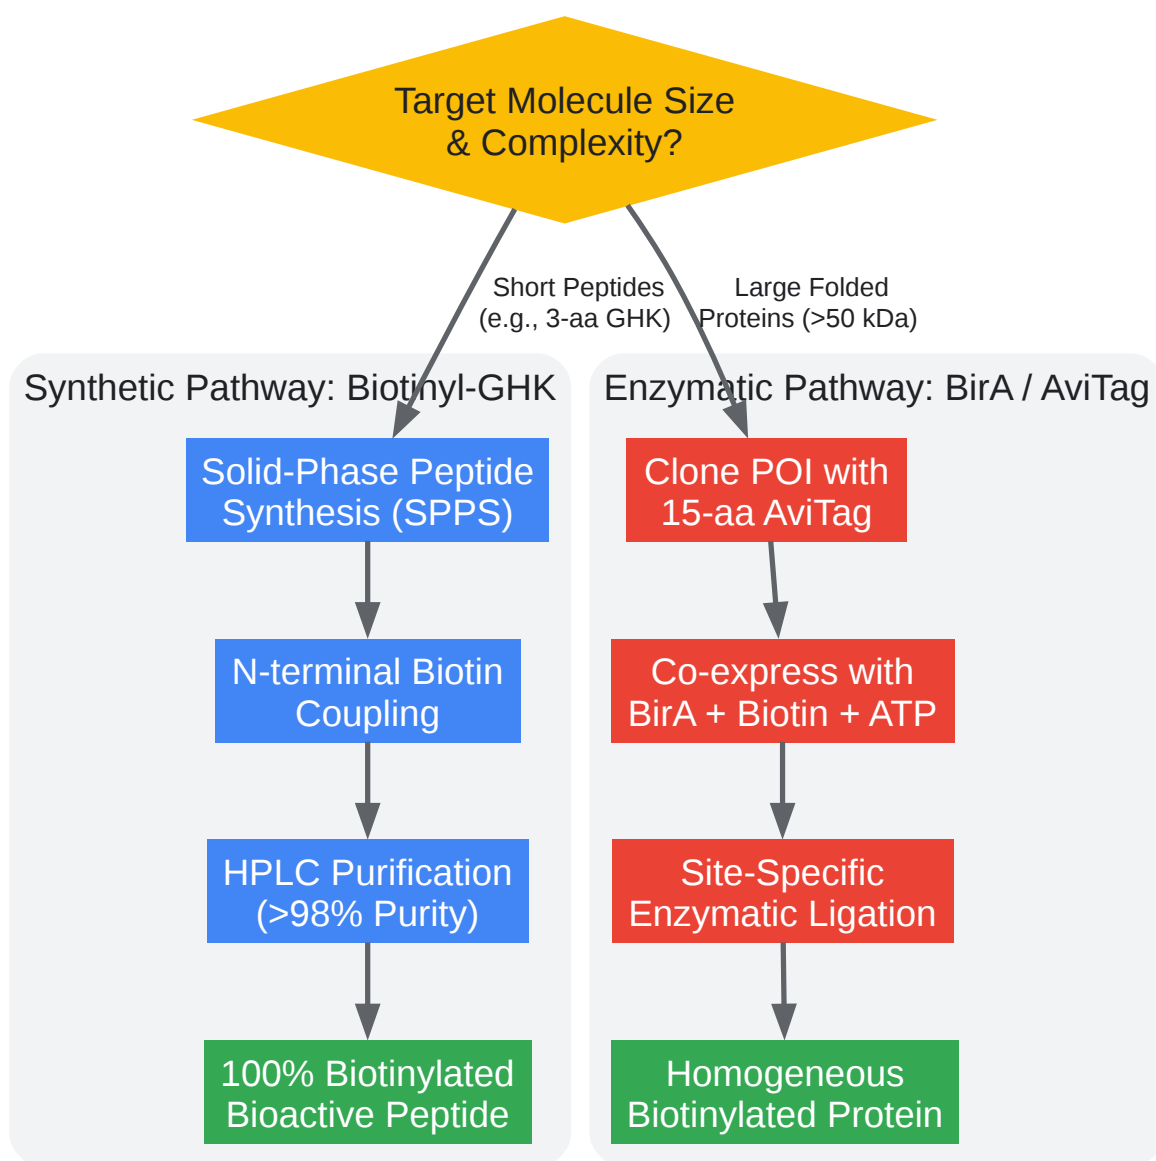 Target Molecule Size
& Complexity?
Short Peptides
(e.g., 3-aa GHK)
Large Folded
Proteins (>50 kDa)
Synthetic Pathway: Biotinyl-GHK
Solid-Phase Peptide
Synthesis (SPPS)
N-terminal Biotin
Coupling
HPLC Purification
(>98% Purity)
100% Biotinylated
Bioactive Peptide
Enzymatic Pathway: BirA / AviTag
Clone POI with
15-aa AviTag
Co-express with
BirA + Biotin + ATP
Site-Specific
Enzymatic Ligation
Homogeneous
Biotinylated Protein